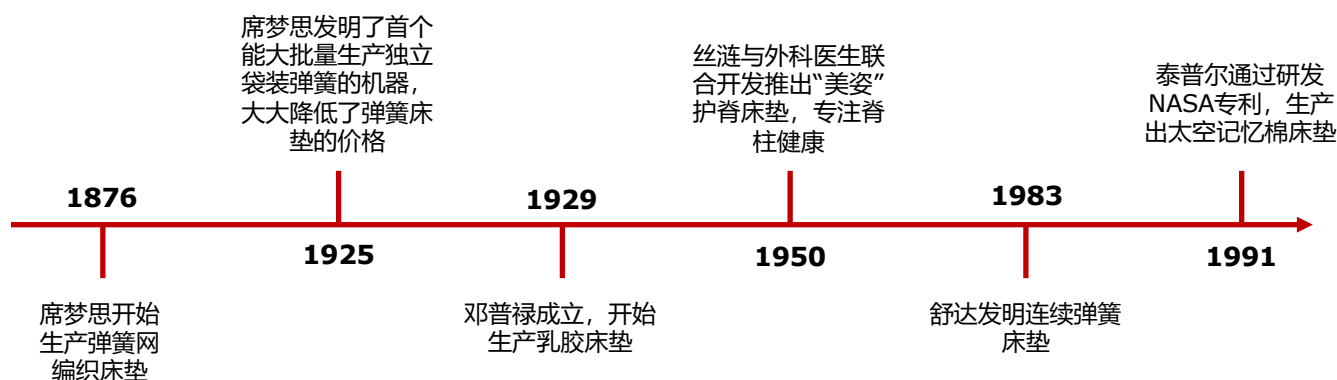 席梦思发明了首个
能大批量生产独立
袋装弹簧的机器,
大大降低了弹簧床
垫的价格
丝涟与外科医生联
合开发推出“美姿”
护脊床垫,专注脊
柱健康
泰普尔通过研发
NASA专利,生产
出太空记忆棉床垫
1876
1929
1983
1925
1950
1991
席梦思开始
生产弹簧网
编织床垫
邓普禄成立,开始
生产乳胶床垫
舒达发明连续弹簧
床垫